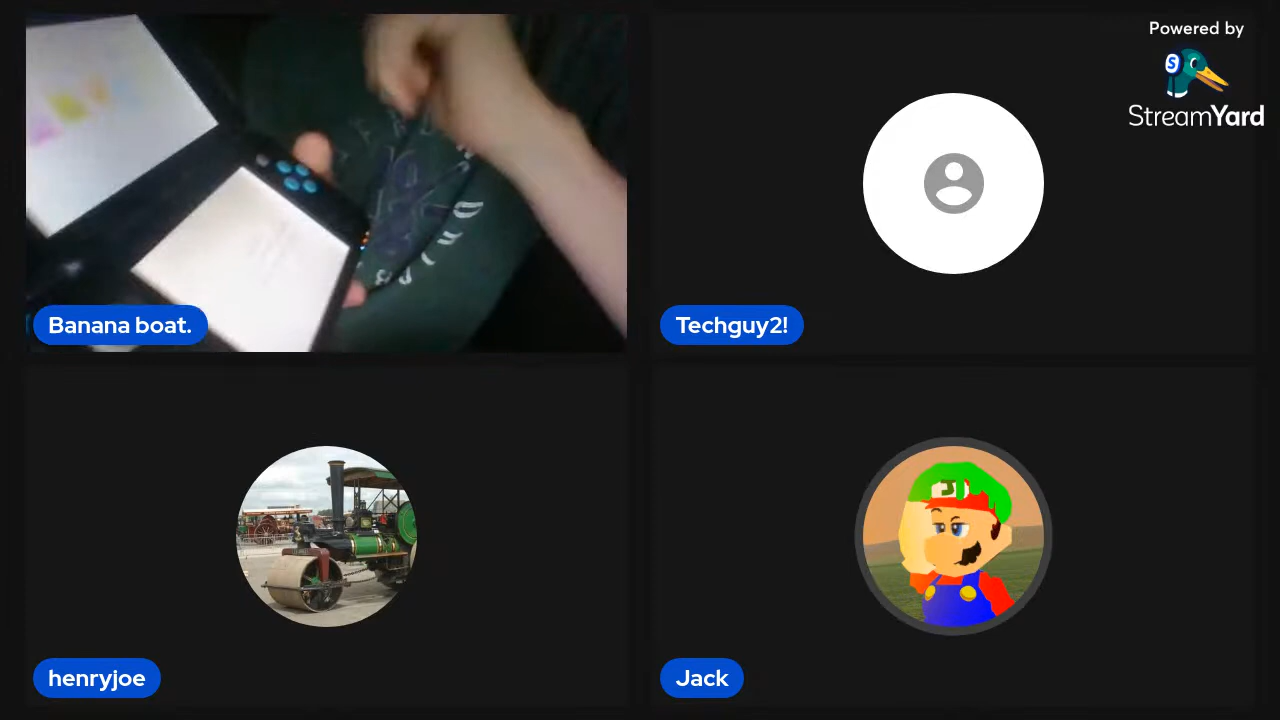 Powered by
StreamYard
Banana boat.
Techguy2!
henryjoe
Jack